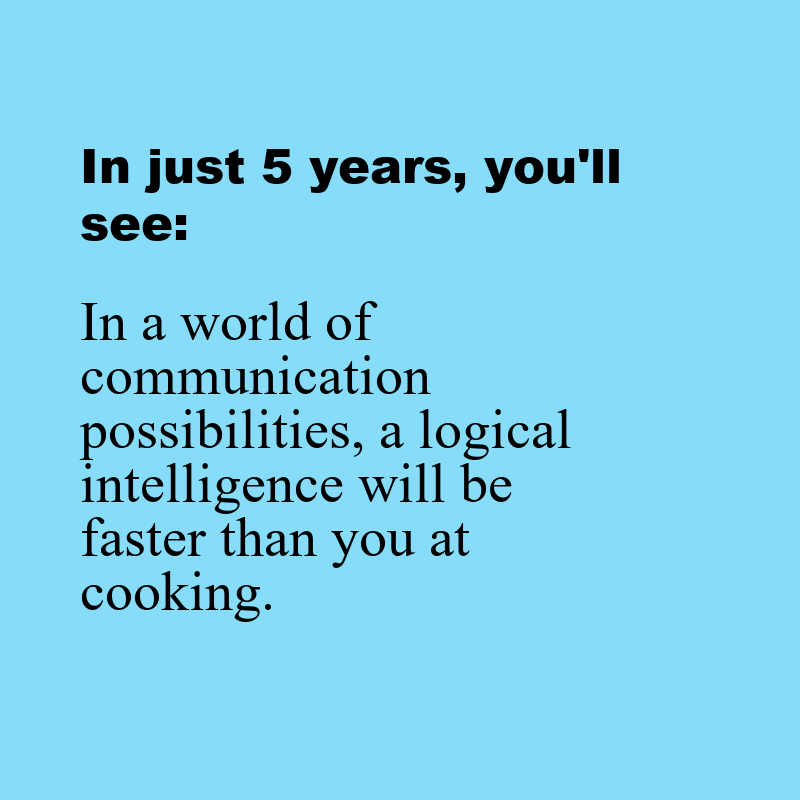 In just 5 years, you'll
see:
In a world of
communication
possibilities, a logical
intelligence will be
faster than you at
cooking.